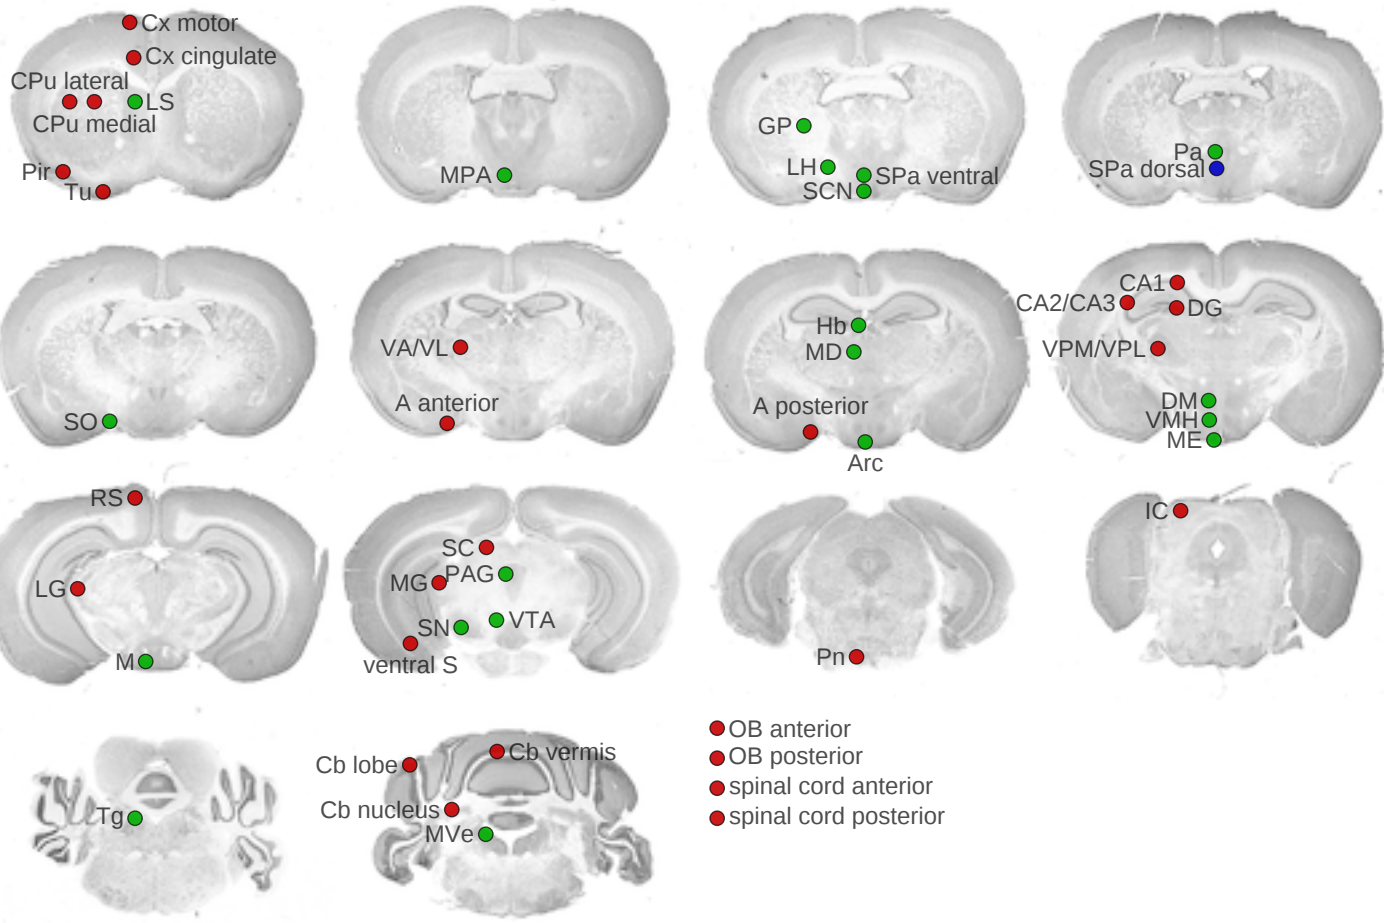 Cx motor
Cx cingulate
CPu lateral
LS
CPu medial
Pir
Tu
MPA
GP
LH
SPa ventral
SCN
Pa
SPa dorsal
SO
VA/VL
A anterior
Hb
MD
A posterior
Arc
CA1
CA2/CA3
DG
VPM/VPL
DM
VMH
ME
RS
LG
M
SC
MG
PAG
SN
VTA
ventral S
Pn
IC
Tg
Cb lobe
Cb vermis
Cb nucleus
MVe
OB anterior
OB posterior
spinal cord anterior
spinal cord posterior